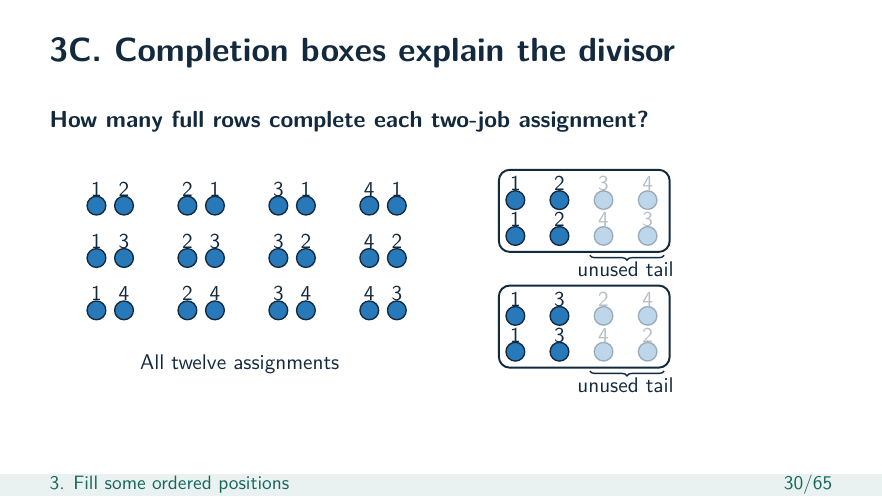 3C. Completion boxes explain the divisor
How many full rows complete each two-job assignment?
1 2 2 1 3 1 4 1
1 3 2 3 3 2 4 2
1 4 2 4 3 4 4 3
All twelve assignments
1 2 3 4
1 2 4 3
unused tail
1 3 2 4
1 3 4 2
unused tail
3. Fill some ordered positions
30/65